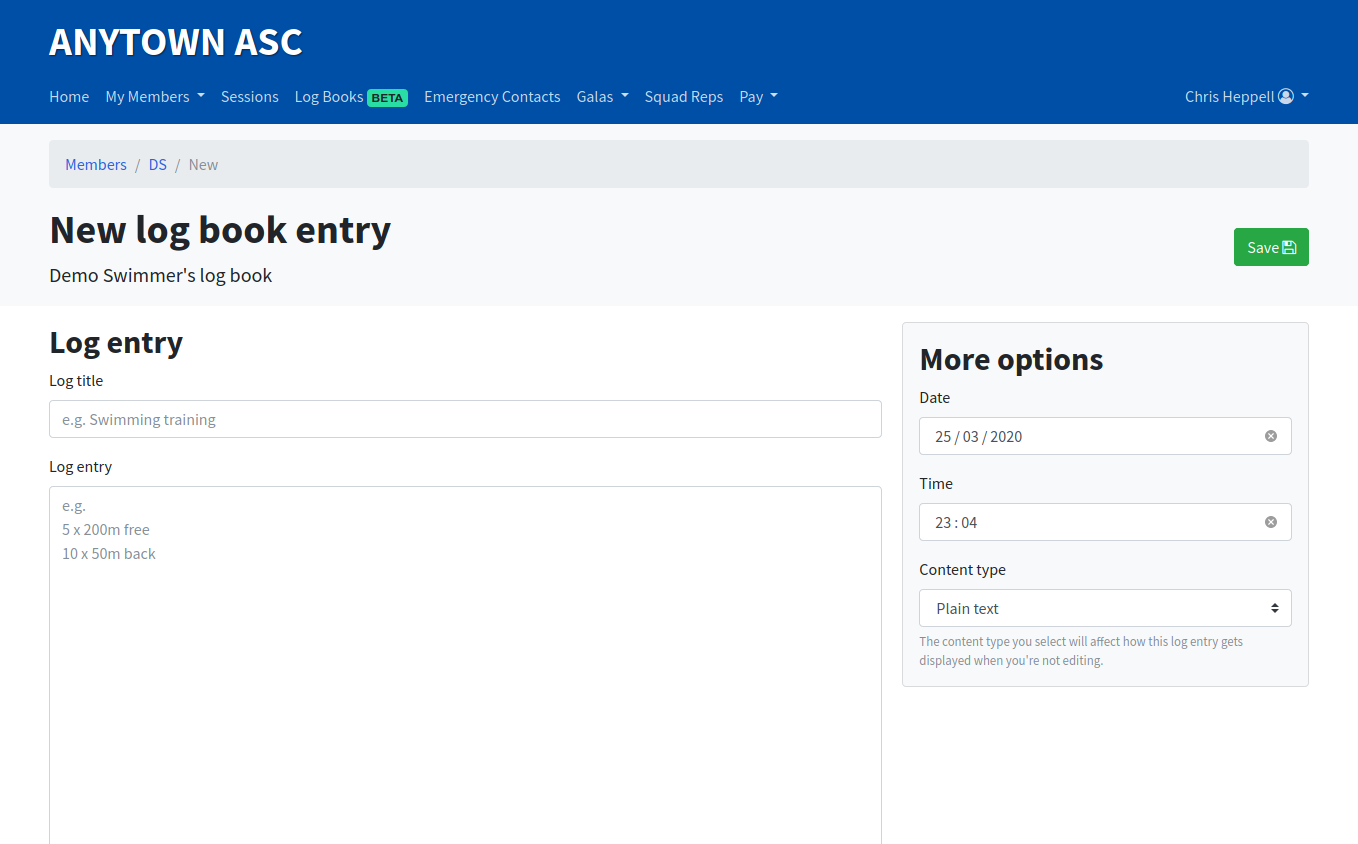 ANYTOWN ASC
Home My Members Sessions Log Books BETA Emergency Contacts Galas Squad Reps Pay Chris Heppell
Members / DS / New
New log book entry
Save
Demo Swimmer's log book
Log entry
Log title
e.g. Swimming training
Log entry
e.g.
5 x 200m free
10 x 50m back
More options
Date
25 / 03 / 2020
Time
23 : 04
Content type
Plain text
The content type you select will affect how this log entry gets
displayed when you're not editing.